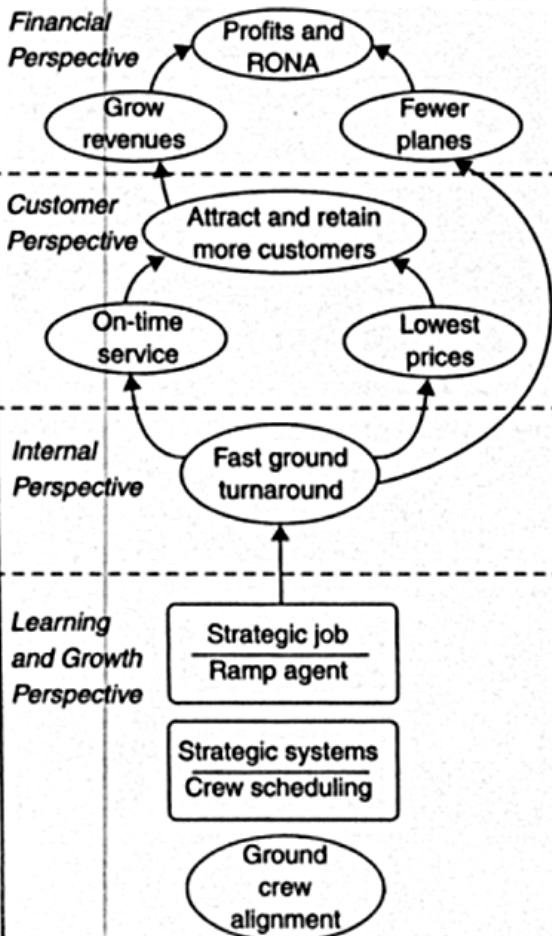 Financial
Perspective
Profits and
RONA
Grow
revenues
Fewer
planes
Customer
Perspective
Attract and retain
more customers
On-time
service
Lowest
prices
Internal
Perspective
Fast ground
turnaround
Learning
and Growth
Perspective
Strategic job
Ramp agent
Strategic systems
Crew scheduling
Ground
crew
alignment